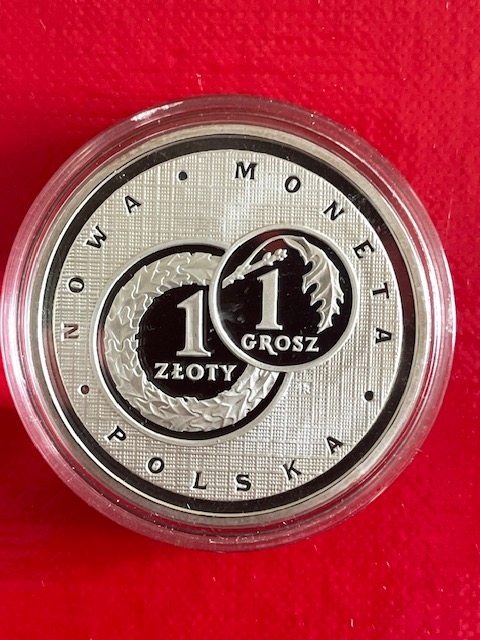 NOWA • MONETA • POLSKA •
1
ZŁOTY
1
GROSZ